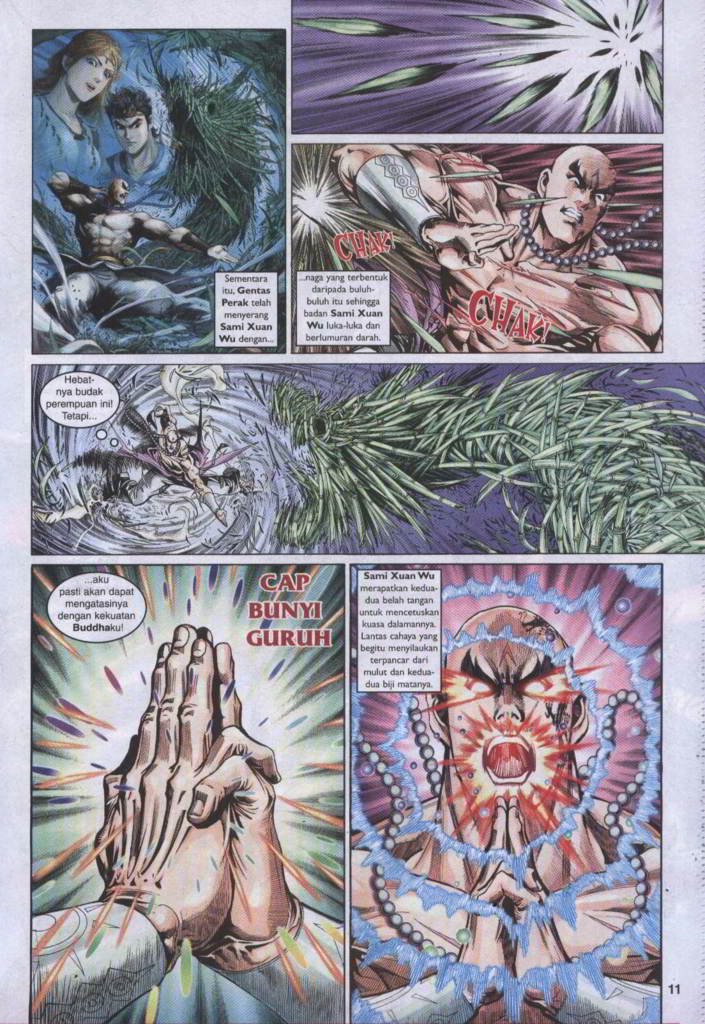 Sementara
itu, Gentas
Perak telah
menyerang
Sami Xuan
Wu dengan...
CHAK!
...naga yang terbentuk
daripada buluh-
buluh itu sehingga
badan Sami Xuan
Wu luka-luka dan
berlumuran darah.
CHAK!
Hebat-
nya budak
perempuan ini!
Tetapi...
...aku
pasti akan dapat
mengatasinya
dengan kekuatan
Buddhaku!
CAP
BUNYI
GURUH
Sami Xuan Wu
merapatkan kedua-
dua belah tangan
untuk mencetuskan
kuasa dalamannya.
Lantas cahaya yang
begitu menyilaukan
terpancar dari
mulut dan kedua-
dua biji matanya.
11